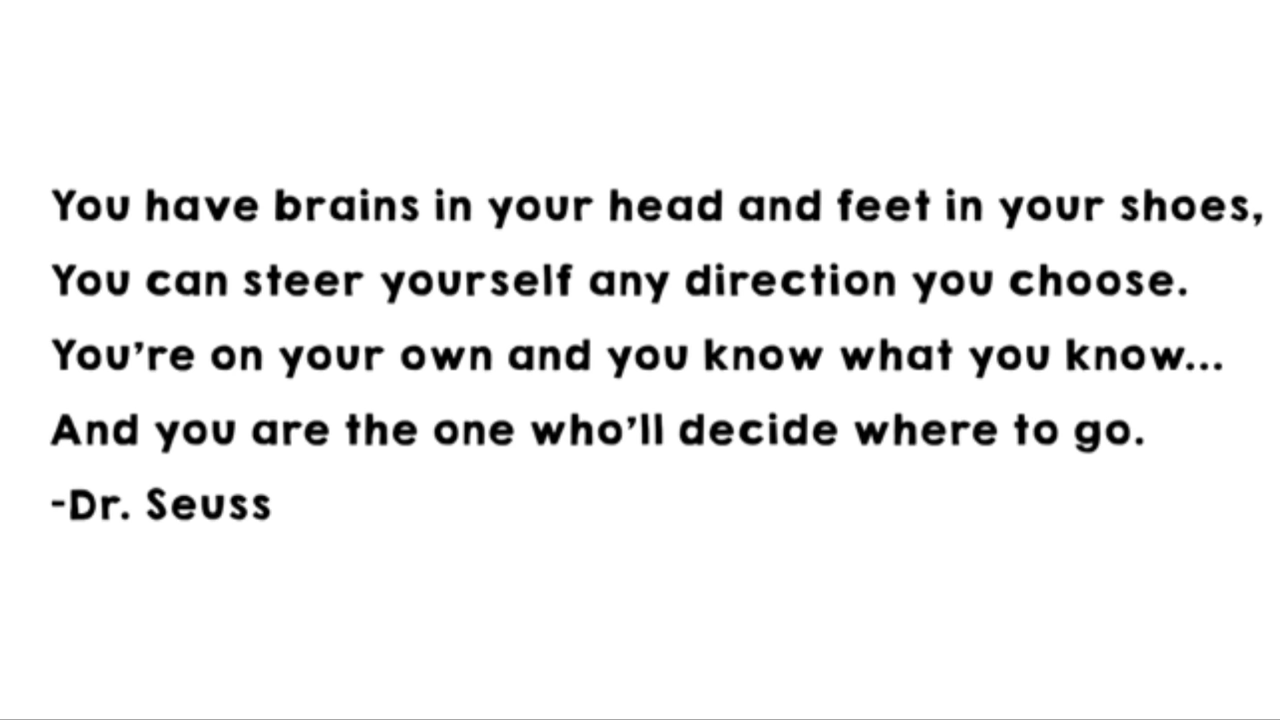 You have brains in your head and feet in your shoes,
You can steer yourself any direction you choose.
You’re on your own and you know what you know...
And you are the one who’ll decide where to go.
-Dr. Seuss